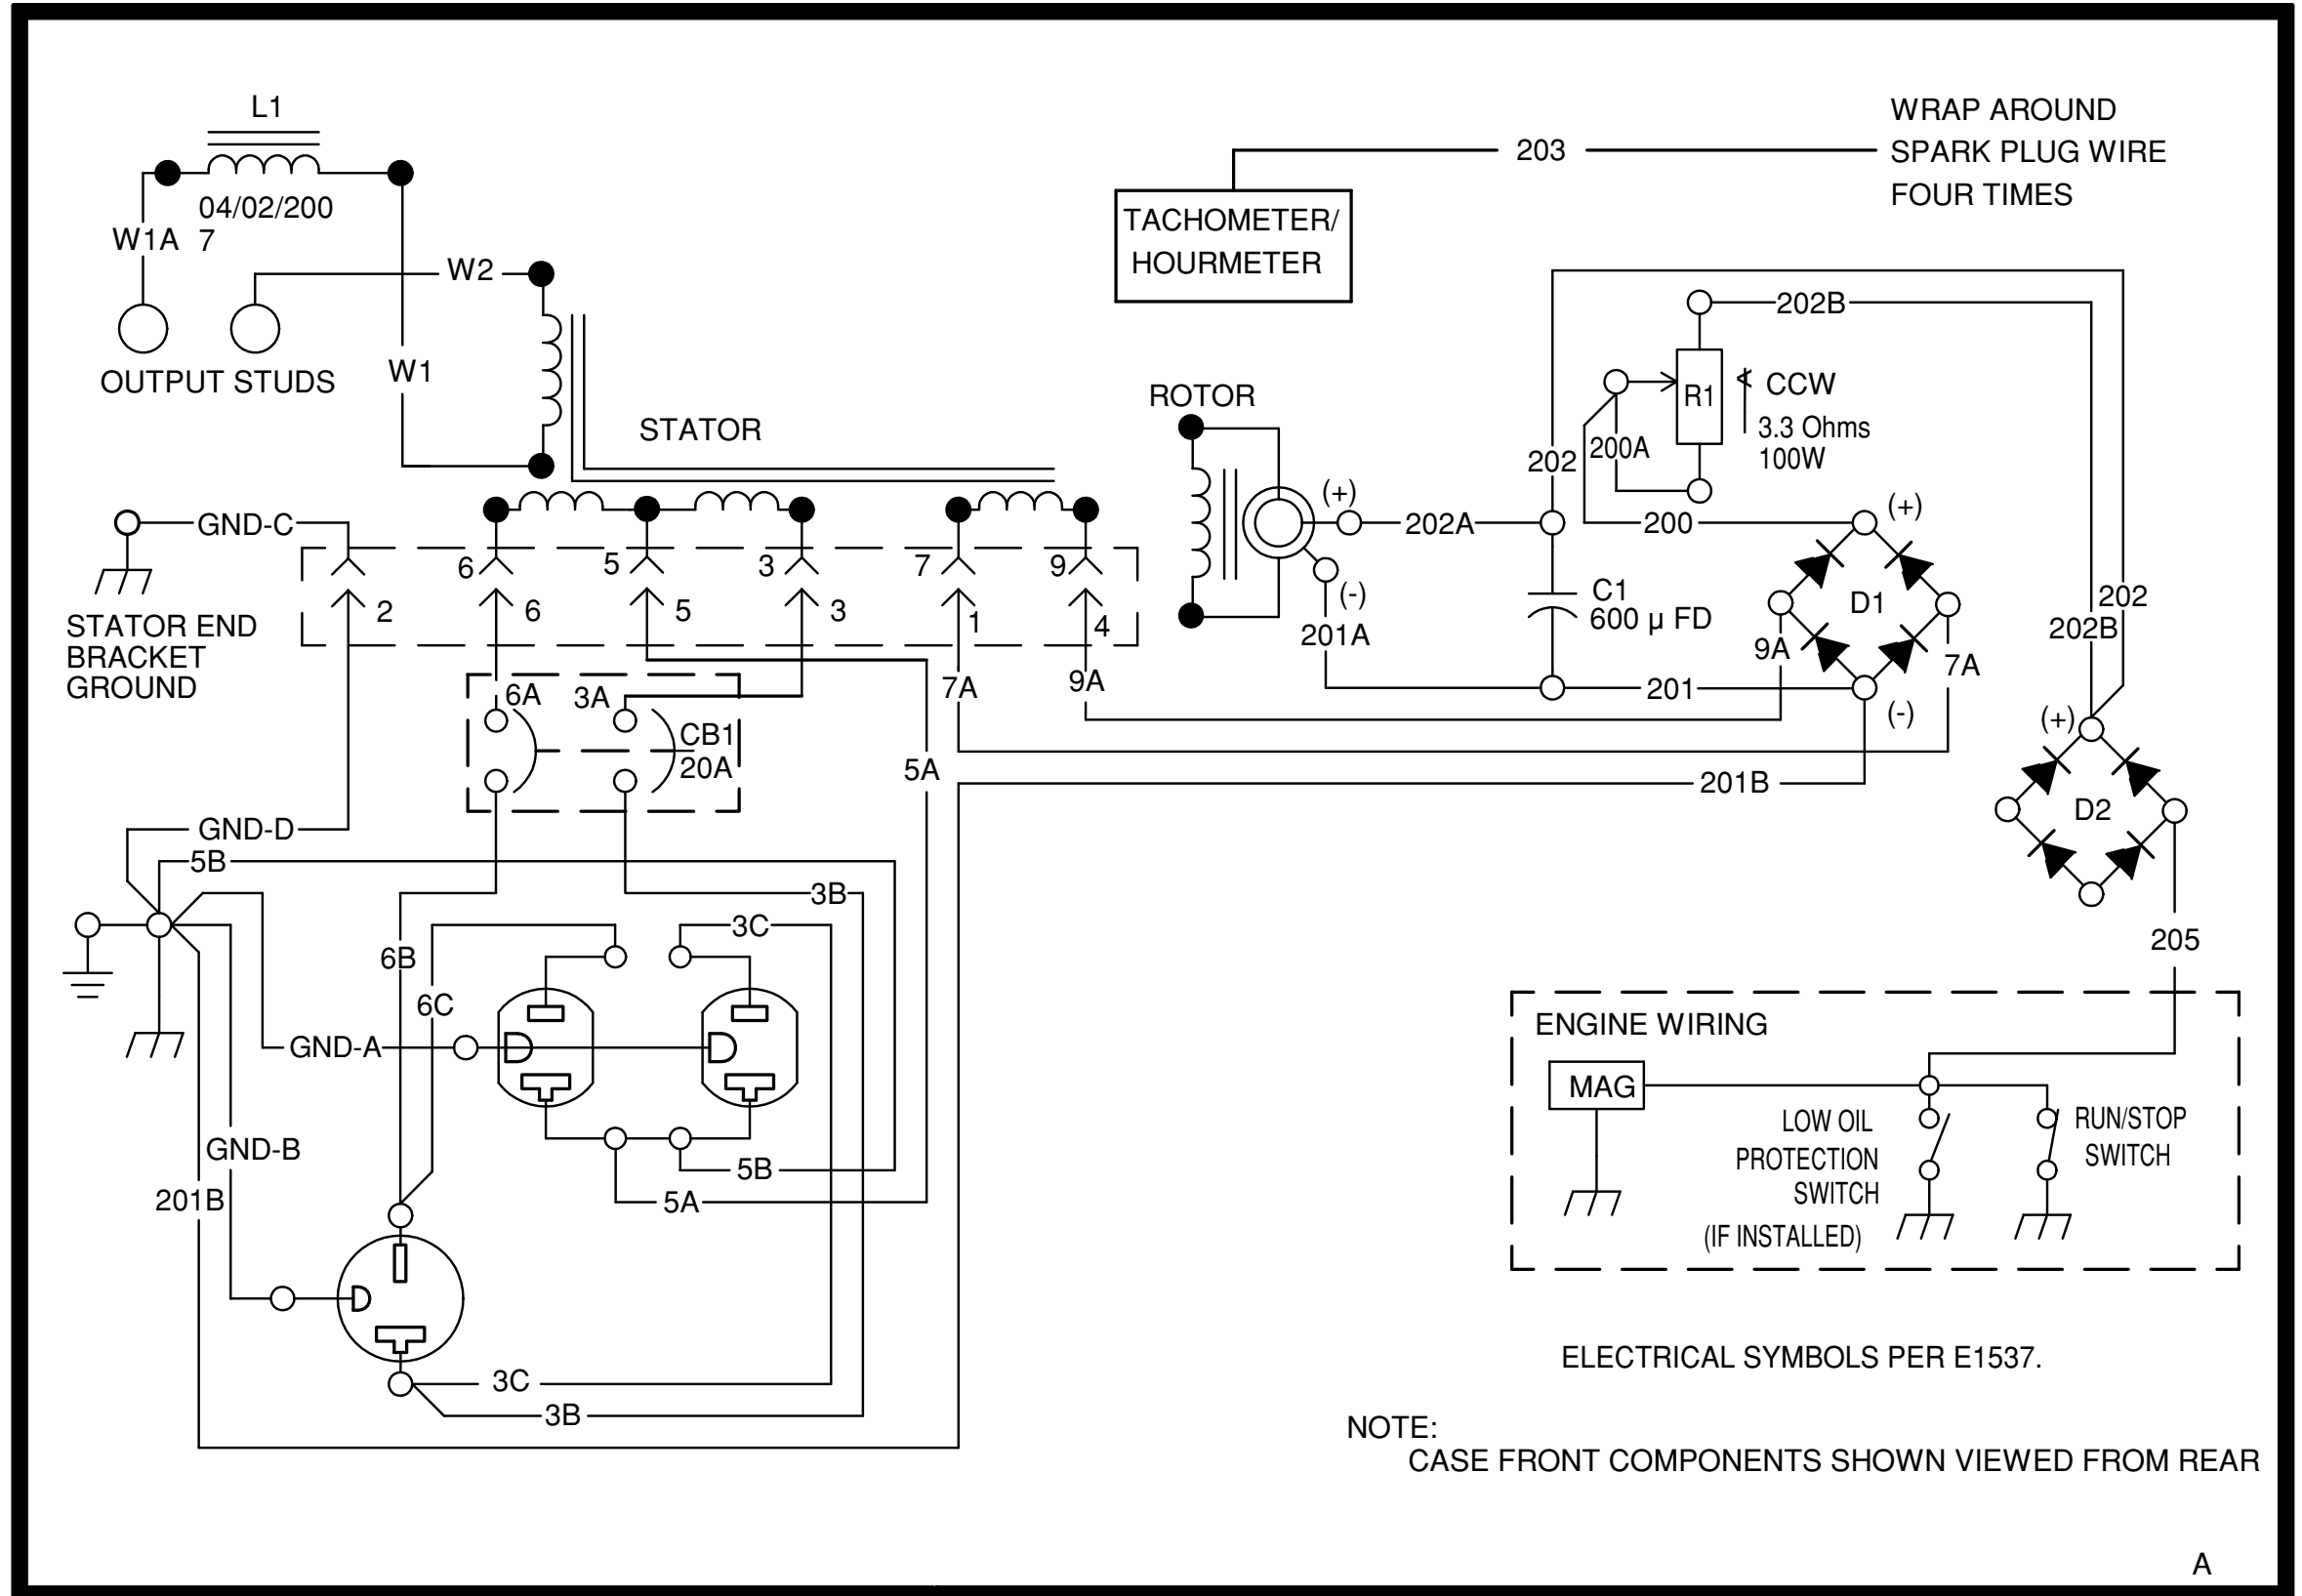 L1
04/02/200
7
W1A
W2
W1
OUTPUT STUDS
STATOR
203
WRAP AROUND
SPARK PLUG WIRE
FOUR TIMES
TACHOMETER/
HOURMETER
ROTOR
202B
R1
CCW
3.3 Ohms
100W
200A
202
(+)
202A
200
(+)
GND-C
6
5
3
7
9
2
6
5
3
1
4
STATOR END
BRACKET
GROUND
(-)
201A
C1
600 µ FD
D1
202
202B
9A
7A
6A
3A
7A
9A
201
(-)
(+)
CB1
20A
5A
201B
D2
GND-D
5B
3B
3C
6B
6C
205
GND-A
ENGINE WIRING
MAG
LOW OIL
PROTECTION
SWITCH
(IF INSTALLED)
RUN/STOP
SWITCH
GND-B
5B
201B
5A
3C
3B
ELECTRICAL SYMBOLS PER E1537.
NOTE:
CASE FRONT COMPONENTS SHOWN VIEWED FROM REAR
A